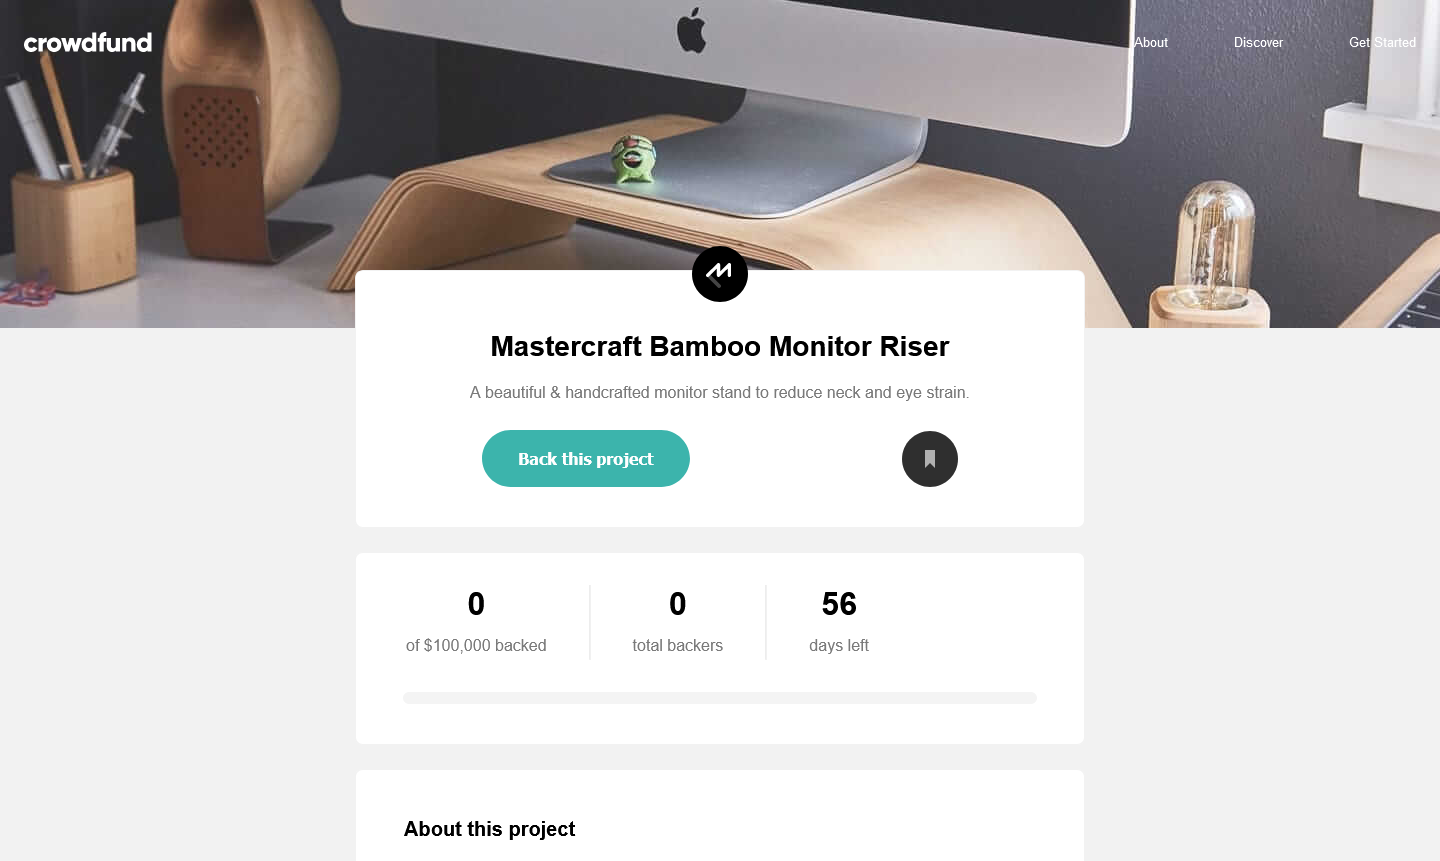 crowdfund
About
Discover
Get Started
Mastercraft Bamboo Monitor Riser
A beautiful & handcrafted monitor stand to reduce neck and eye strain.
Back this project
0
of $100,000 backed
0
total backers
56
days left
About this project